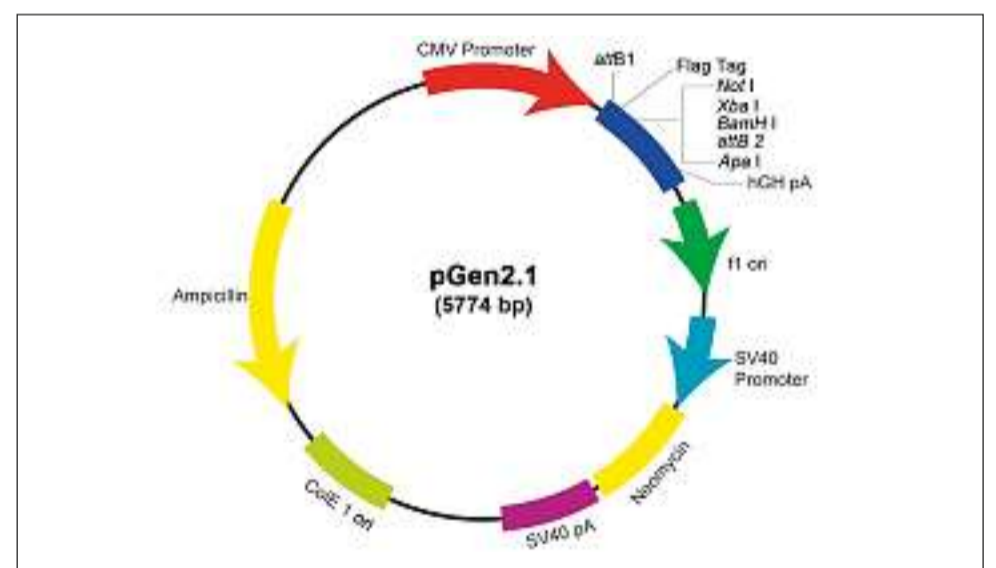 CMV Promoter
attB1
Flag Tag
Not I
Xba I
BamH I
attB 2
Apa I
hGH pA
f1 ori
pGen2.1
(5774 bp)
Ampicillin
SV40
Promoter
Neomycin
ColE 1 ori
SV40 pA